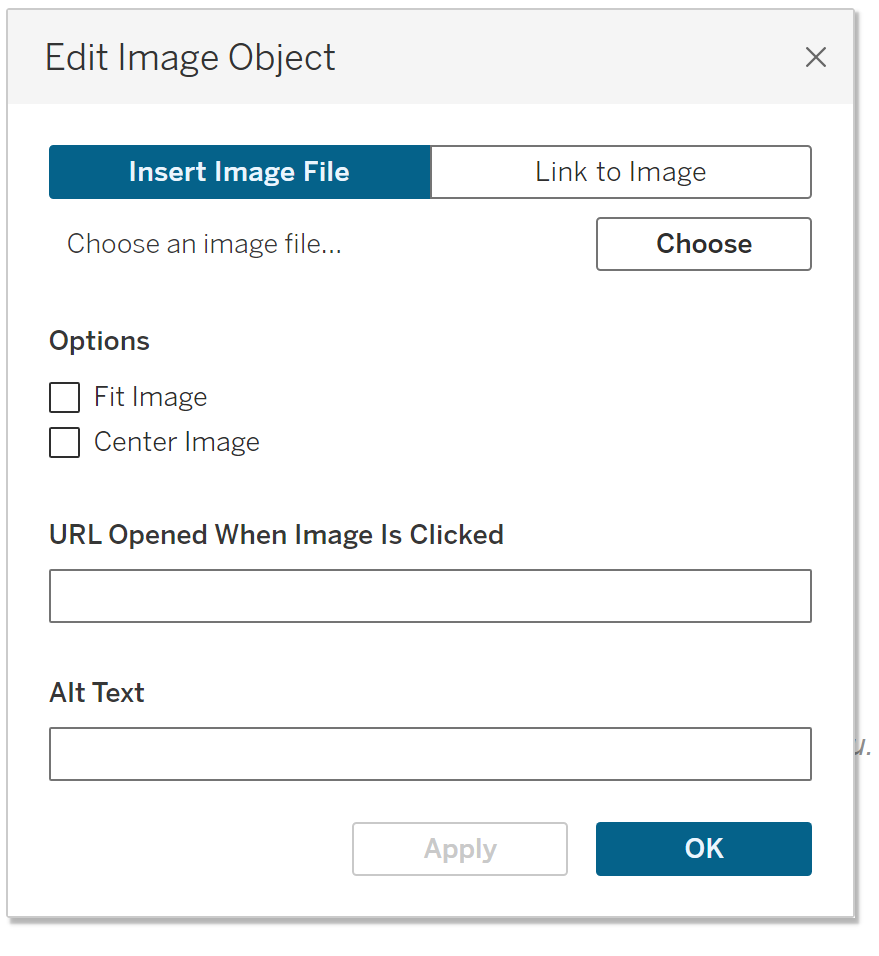 Edit Image Object
Insert Image File
Link to Image
Choose an image file...
Choose
Options
Fit Image
Center Image
URL Opened When Image Is Clicked
Alt Text
Apply
OK